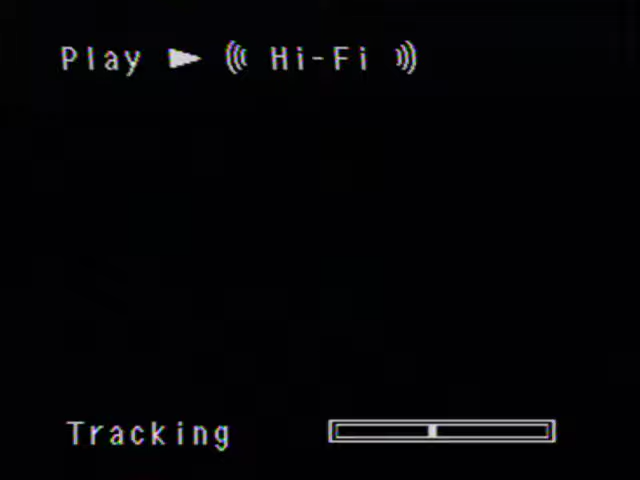 Play ► ((( Hi-Fi )))
Tracking